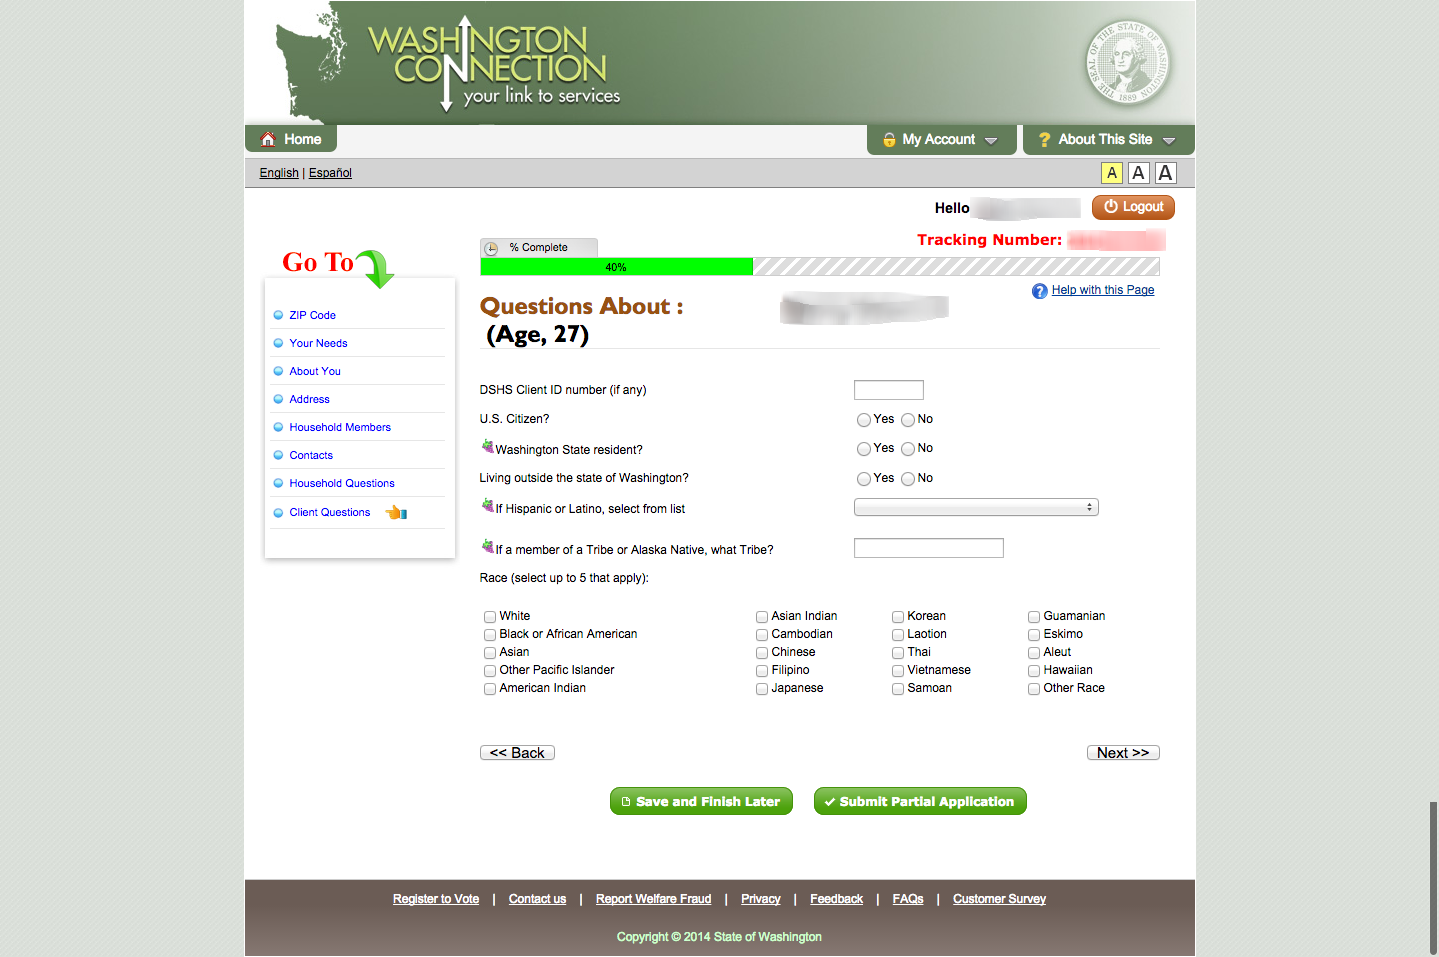 WASHINGTON
CONNECTION
your link to services
THE SEAL OF THE STATE OF WASHINGTON
1889
Home
My Account
? About This Site
English | Español
A A A
Hello
Logout
Tracking Number:
% Complete
40%
Go To
? Help with this Page
Questions About :
(Age, 27)
ZIP Code
Your Needs
About You
Address
Household Members
Contacts
Household Questions
Client Questions
DSHS Client ID number (if any)
U.S. Citizen? Yes No
Washington State resident? Yes No
Living outside the state of Washington? Yes No
If Hispanic or Latino, select from list
If a member of a Tribe or Alaska Native, what Tribe?
Race (select up to 5 that apply):
White Asian Indian Korean Guamanian
Black or African American Cambodian Laotion Eskimo
Asian Chinese Thai Aleut
Other Pacific Islander Filipino Vietnamese Hawaiian
American Indian Japanese Samoan Other Race
<< Back Next >>
Save and Finish Later Submit Partial Application
Register to Vote | Contact us | Report Welfare Fraud | Privacy | Feedback | FAQs | Customer Survey
Copyright © 2014 State of Washington